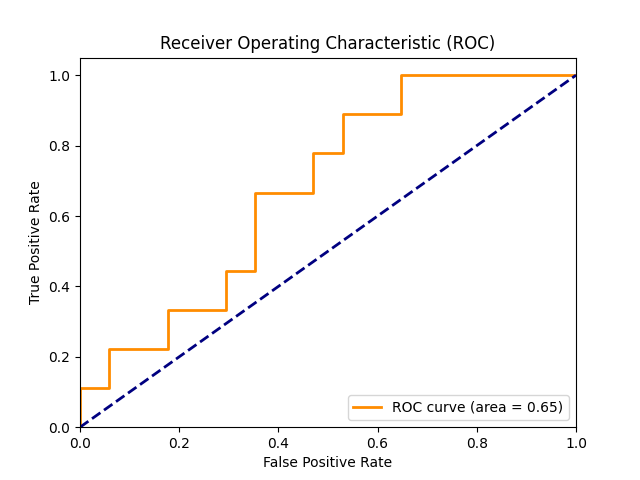 Receiver Operating Characteristic (ROC)
1.0
0.8
0.6
0.4
0.2
0.0
True Positive Rate
ROC curve (area = 0.65)
0.0 0.2 0.4 0.6 0.8 1.0
False Positive Rate